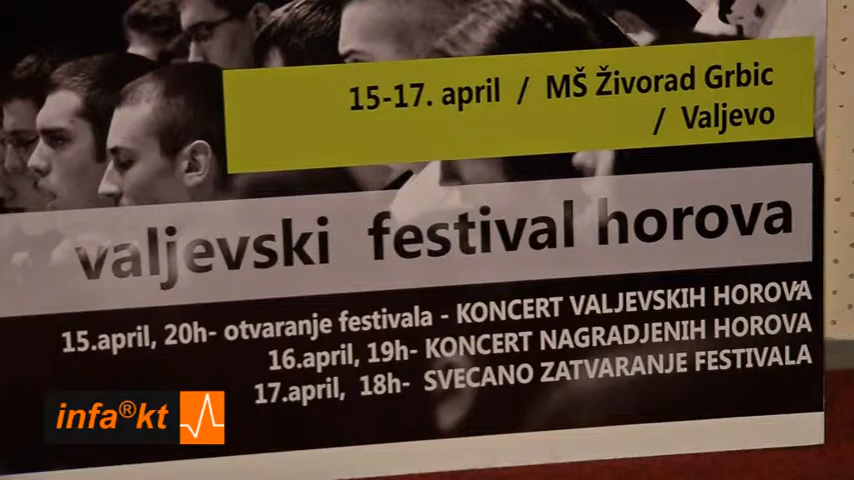 15-17. april / MŠ Živorad Grbic
/ Valjevo
valjevski festival horova
15.april, 20h- otvaranje festivala - KONCERT VALJEVSKIH HOROVA
16.april, 19h- KONCERT NAGRADJENIH HOROVA
17.april, 18h- SVECANO ZATVARANJE FESTIVALA
infa®kt